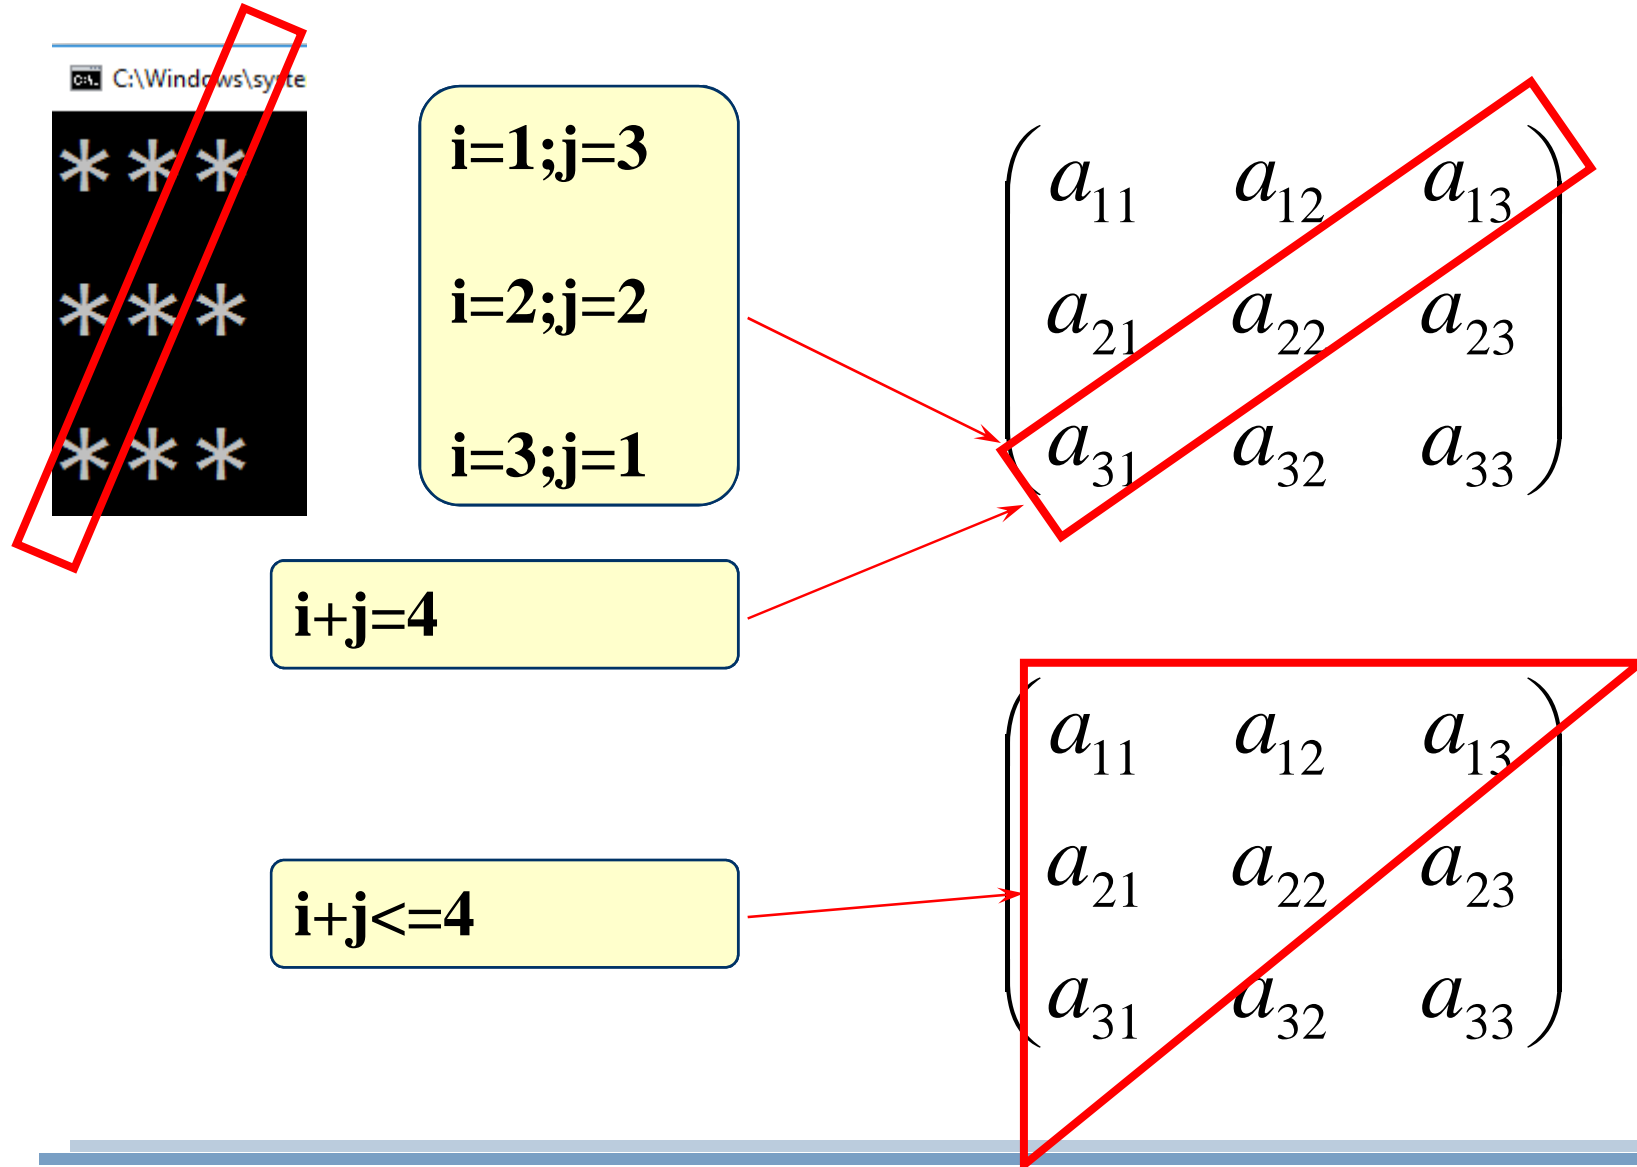 C:\Windows\syste
* * *
* * *
* * *
i=1;j=3
i=2;j=2
i=3;j=1
i+j=4
i+j<=4
a11 a12 a13
a21 a22 a23
a31 a32 a33
a11 a12 a13
a21 a22 a23
a31 a32 a33